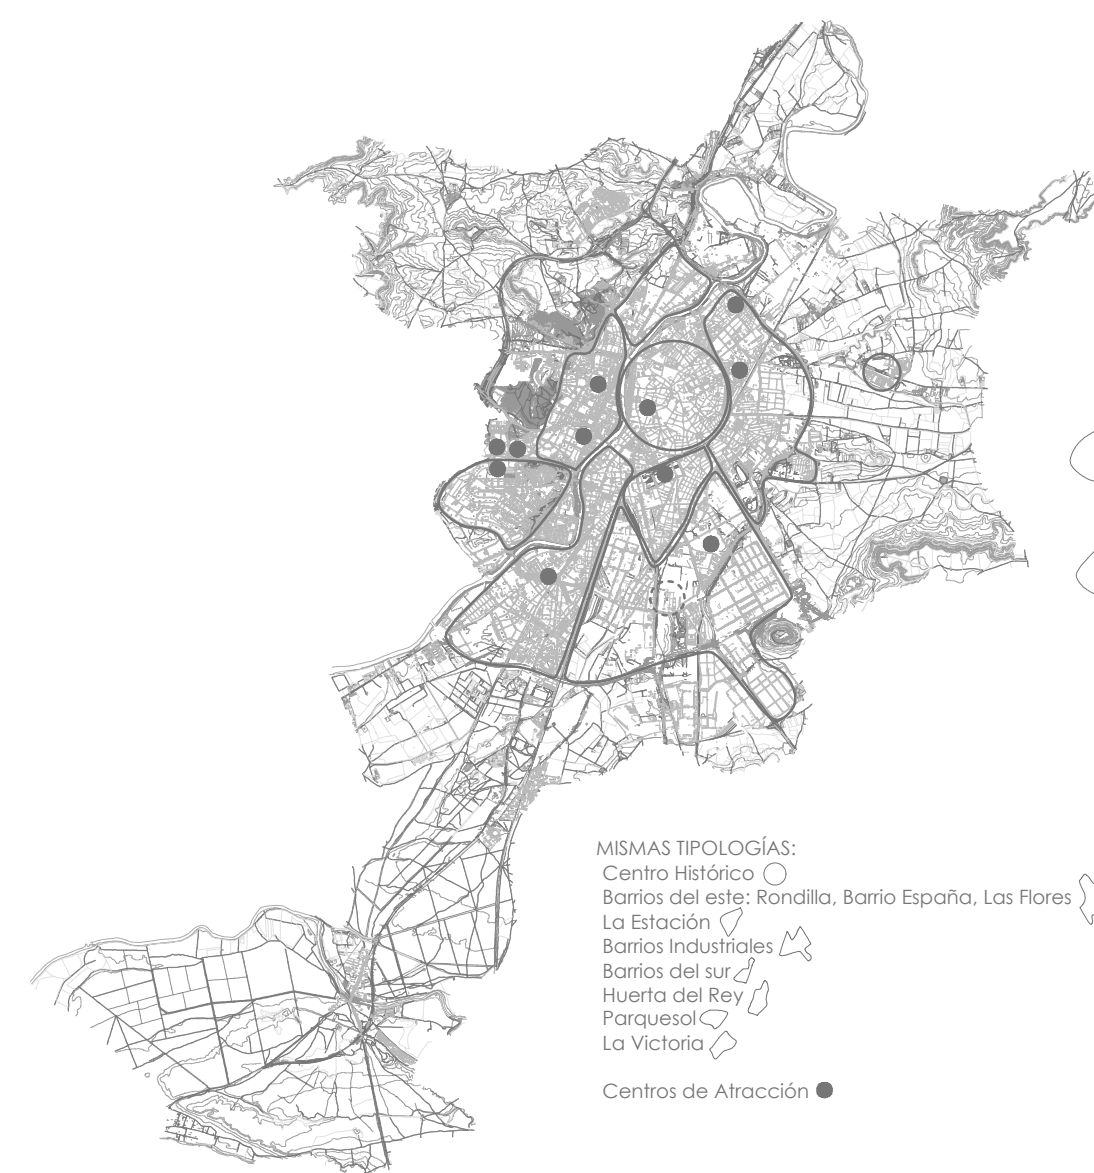 MISMAS TIPOLOGÍAS:
Centro Histórico
Barrios del este: Rondilla, Barrio España, Las Flores
La Estación
Barrios Industriales
Barrios del sur
Huerta del Rey
Parquesol
La Victoria
Centros de Atracción